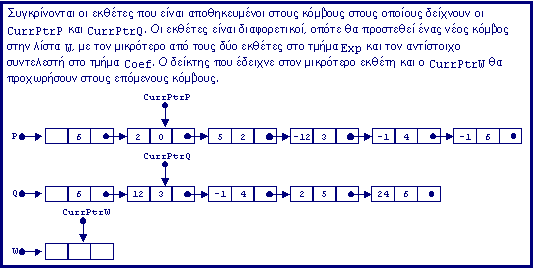 Συγκρίνονται οι εκθέτες που είναι αποθηκευμένοι στους κόμβους στους οποίους δείχνουν οι
CurrPtrP και CurrPtrQ. Οι εκθέτες είναι διαφορετικοί, οπότε θα προστεθεί ένας νέος κόμβος
στην λίστα W, με τον μικρότερο από τους δύο εκθέτες στο τμήμα Exp και τον αντίστοιχο
συντελεστή στο τμήμα Coef. Ο δείκτης που έδειχνε στον μικρότερο εκθέτη και ο CurrPtrW θα
προχωρήσουν στους επόμενους κόμβους.
CurrPtrP
P 6 2 0 5 2 -12 3 -1 4 -1 6
CurrPtrQ
Q 6 12 3 -1 4 2 5 24 6
CurrPtrW
W